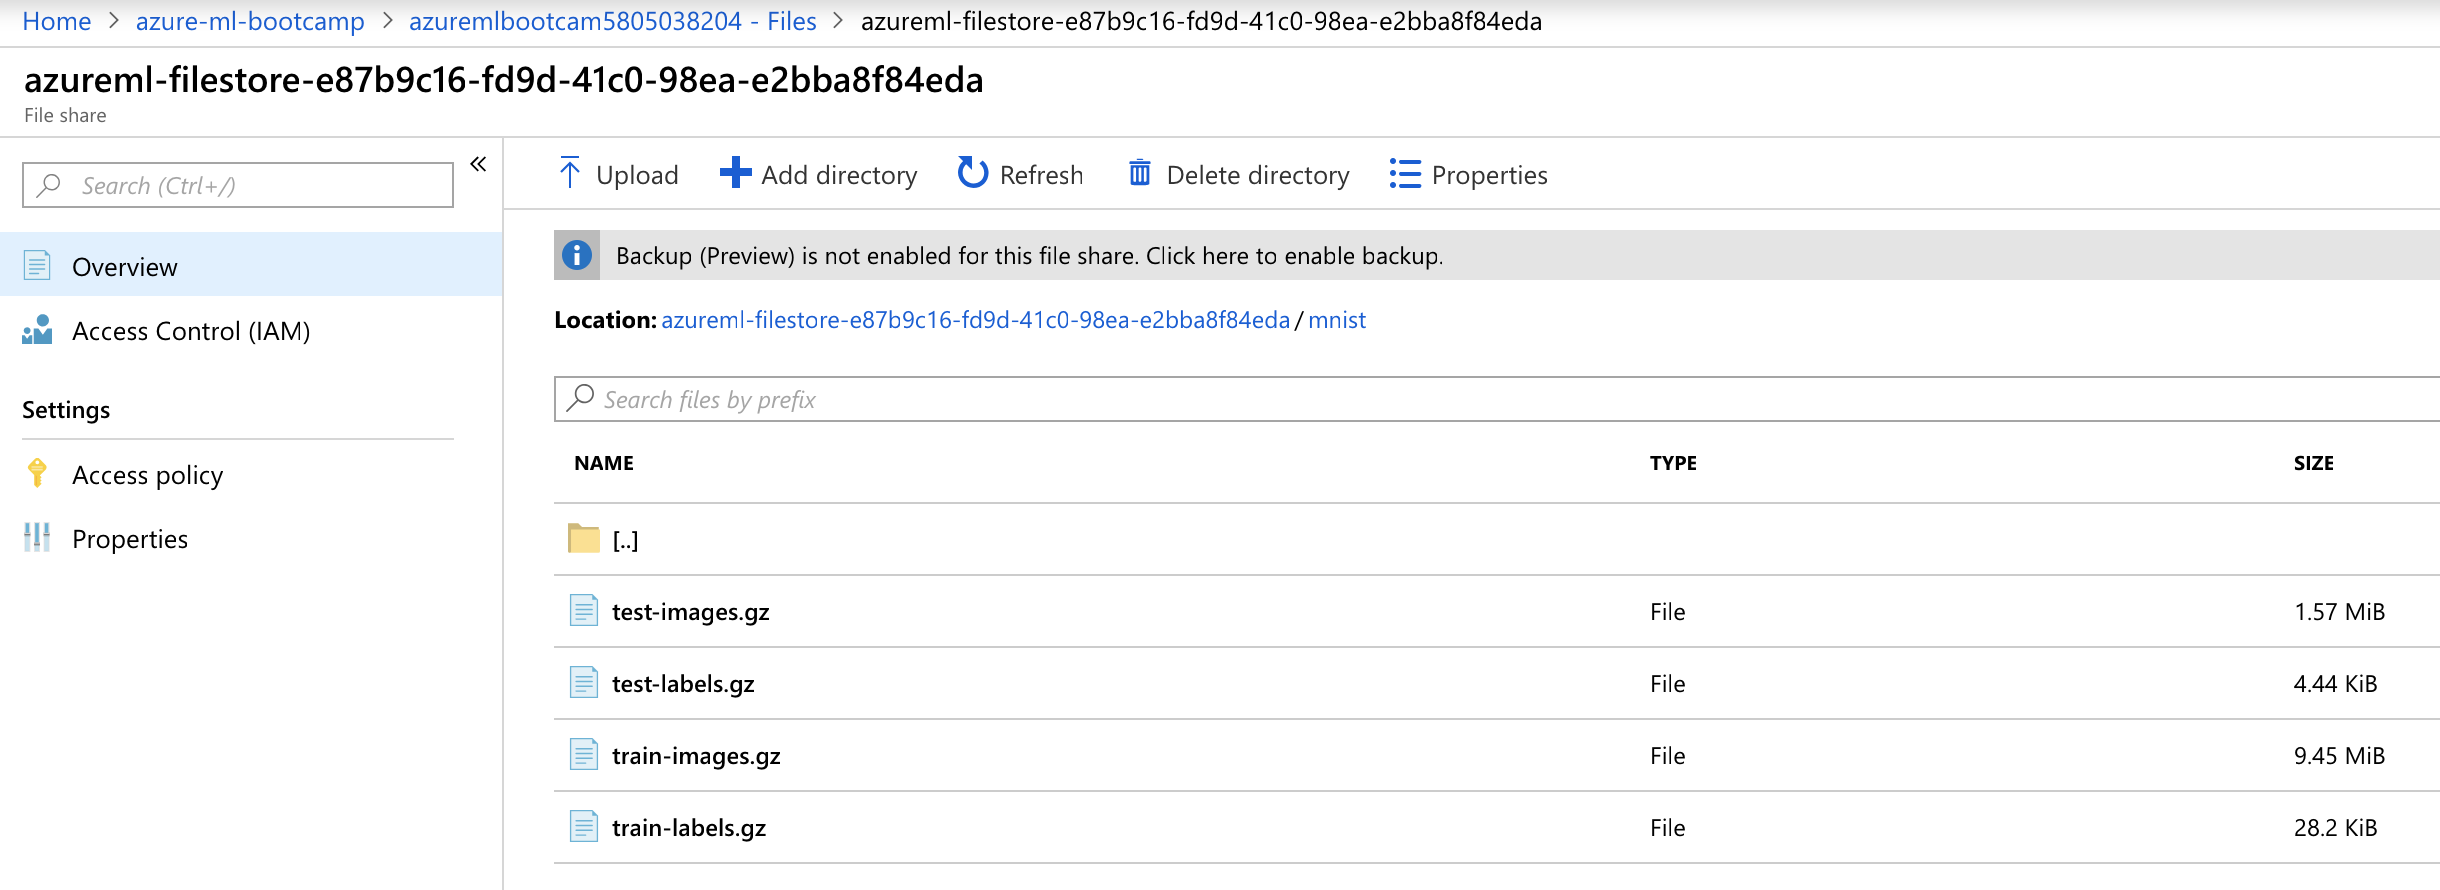 Home > azure-ml-bootcamp > azuremlbootcam5805038204 - Files > azureml-filestore-e87b9c16-fd9d-41c0-98ea-e2bba8f84eda
azureml-filestore-e87b9c16-fd9d-41c0-98ea-e2bba8f84eda
File share
Search (Ctrl+/)
«
Overview
Access Control (IAM)
Settings
Access policy
Properties
Upload Add directory Refresh Delete directory Properties
Backup (Preview) is not enabled for this file share. Click here to enable backup.
Location: azureml-filestore-e87b9c16-fd9d-41c0-98ea-e2bba8f84eda / mnist
Search files by prefix
NAME TYPE SIZE
[..]
test-images.gz File 1.57 MiB
test-labels.gz File 4.44 KiB
train-images.gz File 9.45 MiB
train-labels.gz File 28.2 KiB